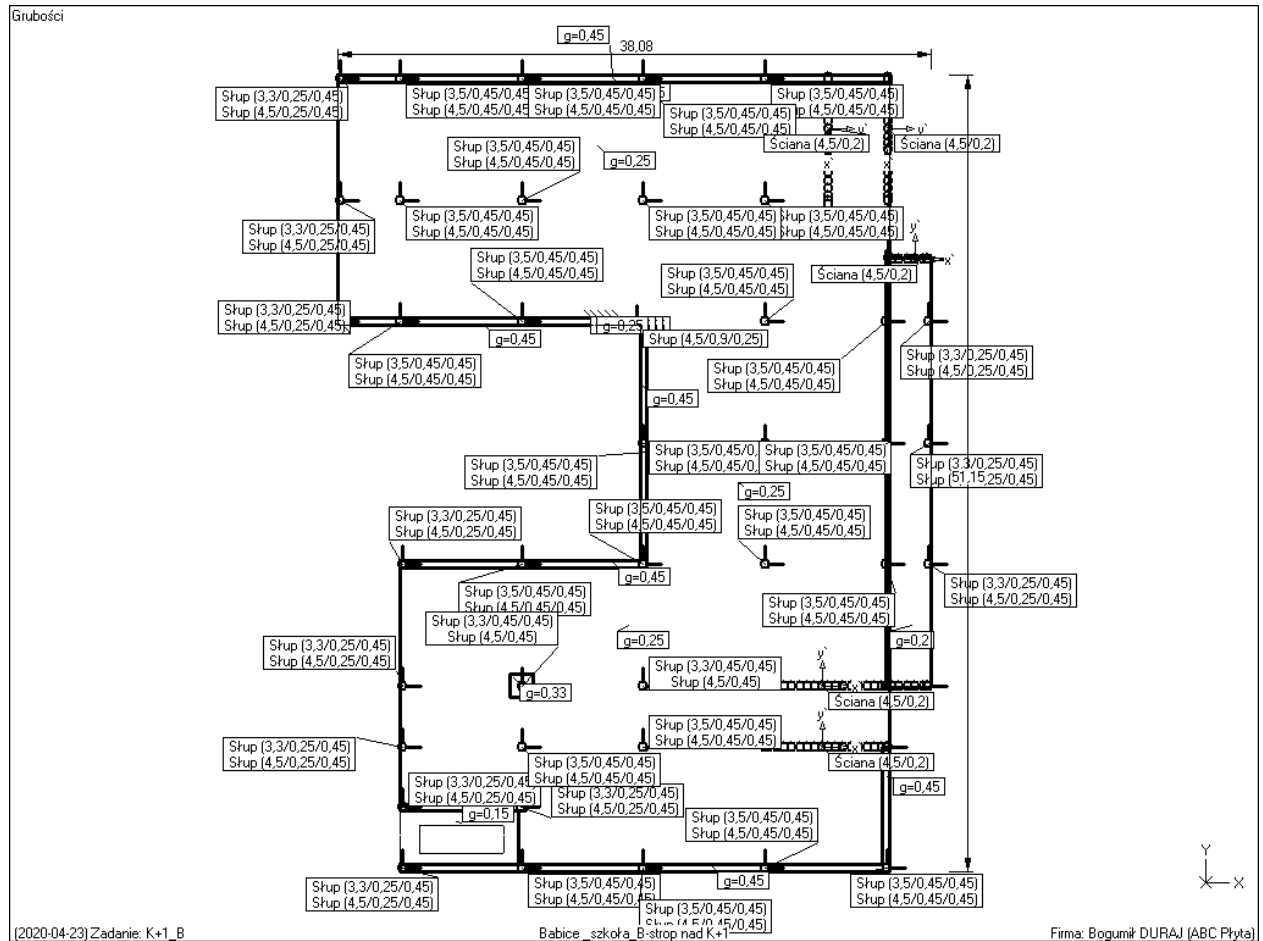 Grubości
g=0,45
38,08
Słup (3,3/0,25/0,45)
Słup (4,5/0,25/0,45)
Słup (3,5/0,45/0,45)
Słup (4,5/0,45/0,45)
Słup (3,5/0,45/0,45)
Słup (4,5/0,45/0,45)
Słup (3,5/0,45/0,45)
Słup (4,5/0,45/0,45)
Słup (3,5/0,45/0,45)
Słup (4,5/0,45/0,45)
y`
y`
Ściana (4,5/0,2)
Ściana (4,5/0,2)
x`
x`
Słup (3,5/0,45/0,45)
Słup (4,5/0,45/0,45)
g=0,25
Słup (3,3/0,25/0,45)
Słup (4,5/0,25/0,45)
Słup (3,5/0,45/0,45)
Słup (4,5/0,45/0,45)
Słup (3,5/0,45/0,45)
Słup (4,5/0,45/0,45)
Słup (3,5/0,45/0,45)
Słup (4,5/0,45/0,45)
y`
x`
Słup (3,5/0,45/0,45)
Słup (4,5/0,45/0,45)
Słup (3,5/0,45/0,45)
Słup (4,5/0,45/0,45)
Ściana (4,5/0,2)
Słup (3,3/0,25/0,45)
Słup (4,5/0,25/0,45)
g=0,45
g=0,25
Słup (4,5/0,9/0,25)
Słup (3,5/0,45/0,45)
Słup (4,5/0,45/0,45)
Słup (3,5/0,45/0,45)
Słup (4,5/0,45/0,45)
Słup (3,3/0,25/0,45)
Słup (4,5/0,25/0,45)
g=0,45
Słup (3,5/0,45/0,45)
Słup (4,5/0,45/0,45)
Słup (3,5/0,45/
Słup (4,5/0,45/
Słup (3,5/0,45/0,45)
Słup (4,5/0,45/0,45)
Słup (3,3/0,25/0,45)
51,15
g=0,25
Słup (3,3/0,25/0,45)
Słup (4,5/0,25/0,45)
Słup (3,5/0,45/0,45)
Słup (4,5/0,45/0,45)
Słup (3,5/0,45/0,45)
Słup (4,5/0,45/0,45)
g=0,45
Słup (3,3/0,25/0,45)
Słup (4,5/0,25/0,45)
Słup (3,5/0,45/0,45)
Słup (4,5/0,45/0,45)
Słup (3,5/0,45/0,45)
Słup (4,5/0,45/0,45)
Słup (3,3/0,45/0,45)
Słup (4,5/0,45)
g=0,25
g=0,2
Słup (3,3/0,25/0,45)
Słup (4,5/0,25/0,45)
y`
Słup (3,3/0,45/0,45)
Słup (4,5/0,45)
x`
g=0,33
Ściana (4,5/0,2)
Słup (3,5/0,45/0,45)
Słup (4,5/0,45/0,45)
y`
x`
Słup (3,3/0,25/0,45)
Słup (4,5/0,25/0,45)
Ściana (4,5/0,2)
Słup (3,5/0,45/0,45)
Słup (4,5/0,45/0,45)
Słup (3,3/0,25/0,45)
Słup (4,5/0,25/0,45)
Słup (3,3/0,25/0,45)
Słup (4,5/0,25/0,45)
g=0,45
g=0,15
Słup (3,5/0,45/0,45)
Słup (4,5/0,45/0,45)
g=0,45
Słup (3,3/0,25/0,45)
Słup (4,5/0,25/0,45)
Słup (3,5/0,45/0,45)
Słup (4,5/0,45/0,45)
Słup (3,5/0,45/0,45)
Słup (4,5/0,45/0,45)
Słup (3,5/0,45/0,45)
Słup (4,5/0,45/0,45)
Y
X
(2020-04-23) Zadanie: K+1_B
Babice _szkoła_B-strop nad K+1
Firma: Bogumił DURAJ (ABC Płyta)